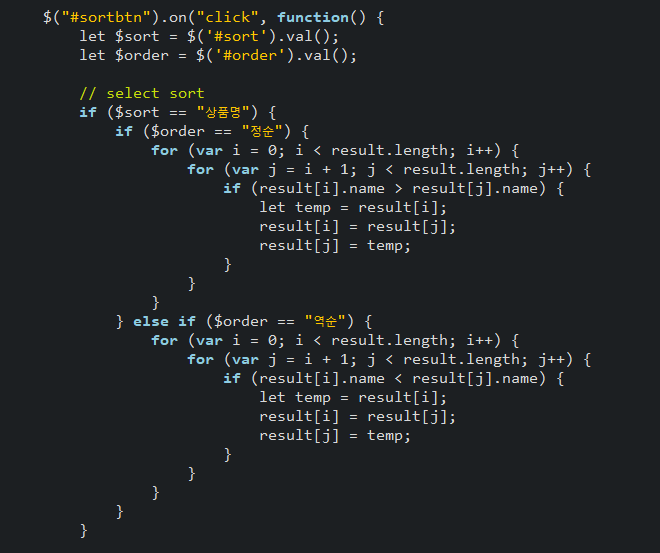 $("#sortbtn").on("click", function() {
    let $sort = $('#sort').val();
    let $order = $('#order').val();

    // select sort
    if ($sort == "상품명") {
        if ($order == "정순") {
            for (var i = 0; i < result.length; i++) {
                for (var j = i + 1; j < result.length; j++) {
                    if (result[i].name > result[j].name) {
                        let temp = result[i];
                        result[i] = result[j];
                        result[j] = temp;
                    }
                }
            }
        } else if ($order == "역순") {
            for (var i = 0; i < result.length; i++) {
                for (var j = i + 1; j < result.length; j++) {
                    if (result[i].name < result[j].name) {
                        let temp = result[i];
                        result[i] = result[j];
                        result[j] = temp;
                    }
                }
            }
        }
    }